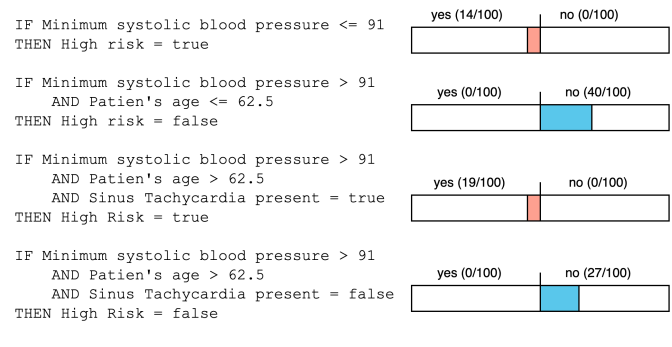 IF Minimum systolic blood pressure <= 91
THEN High risk = true
yes (14/100) no (0/100)
IF Minimum systolic blood pressure > 91
AND Patien's age <= 62.5
THEN High risk = false
yes (0/100) no (40/100)
IF Minimum systolic blood pressure > 91
AND Patien's age > 62.5
AND Sinus Tachycardia present = true
THEN High Risk = true
yes (19/100) no (0/100)
IF Minimum systolic blood pressure > 91
AND Patien's age > 62.5
AND Sinus Tachycardia present = false
THEN High Risk = false
yes (0/100) no (27/100)